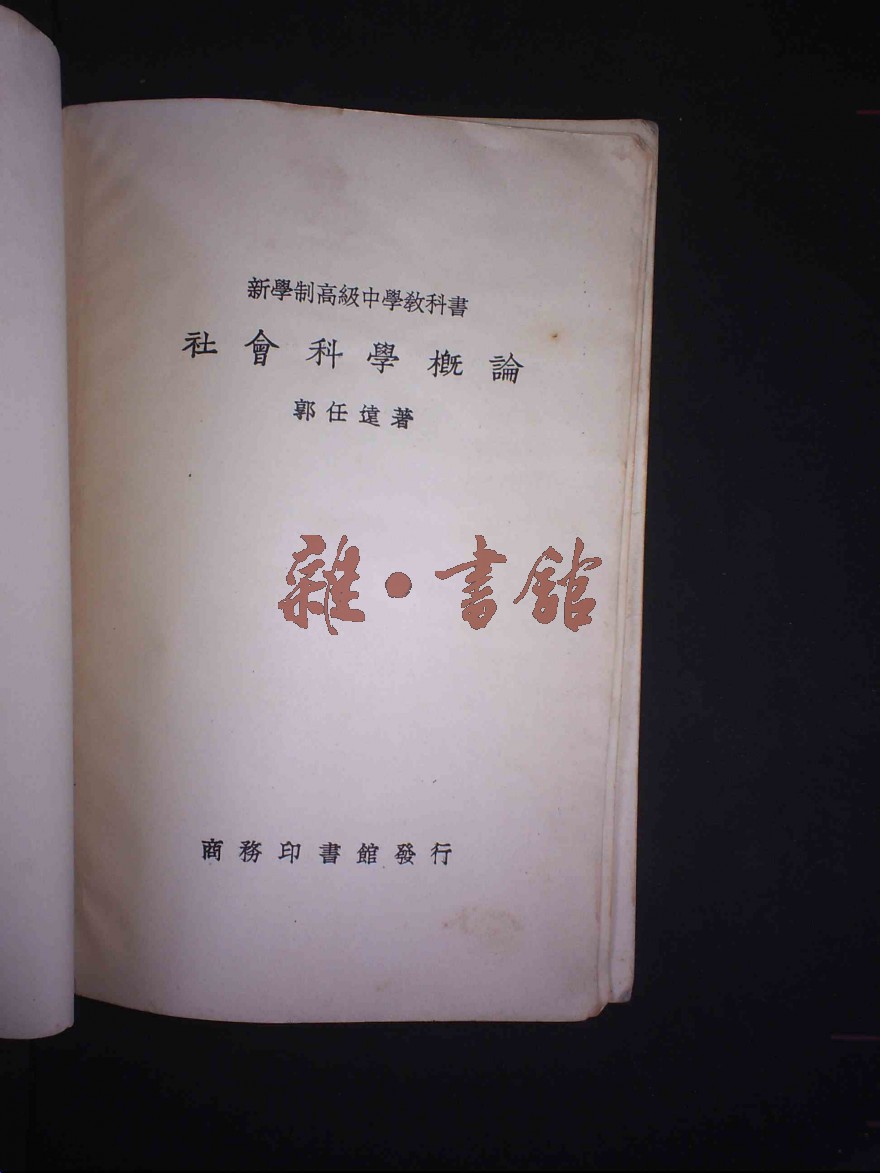 新學制高級中學教科書
社會科學概論
郭任遠著
雜•書館
商務印書館發行